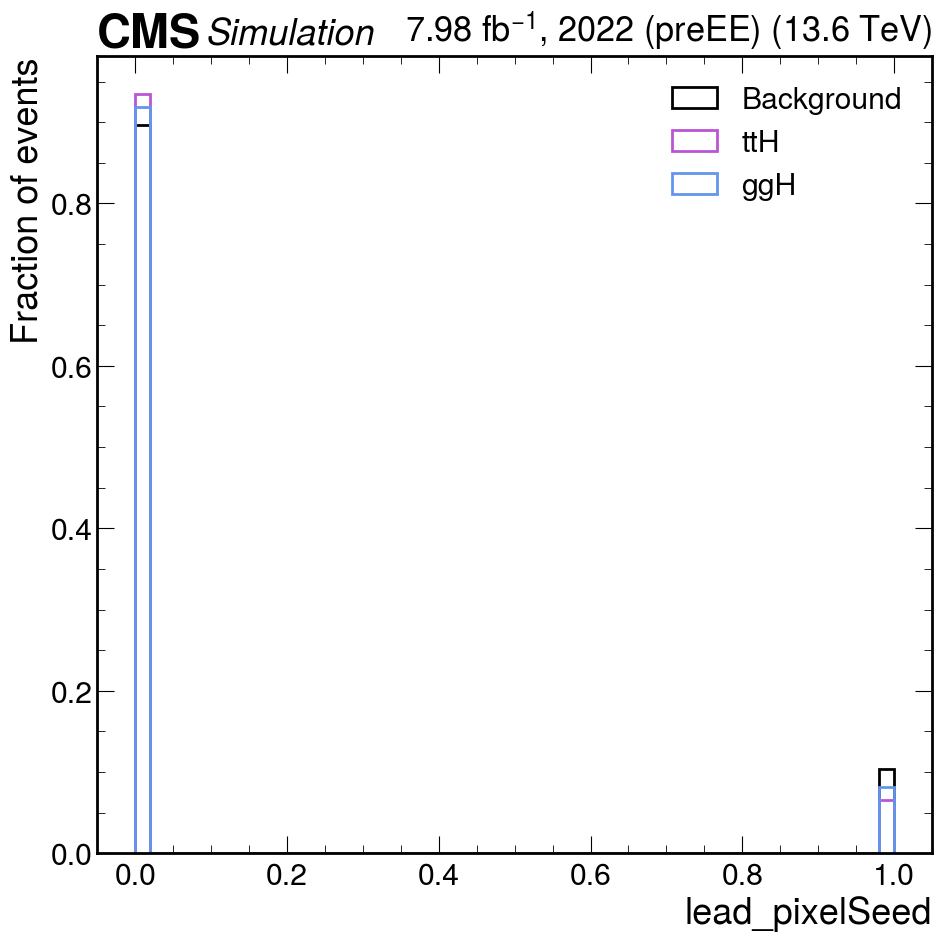 CMS Simulation 7.98 fb⁻¹, 2022 (preEE) (13.6 TeV)
Fraction of events
Background
ttH
ggH
0.8
0.6
0.4
0.2
0.0
0.0 0.2 0.4 0.6 0.8 1.0
lead_pixelSeed